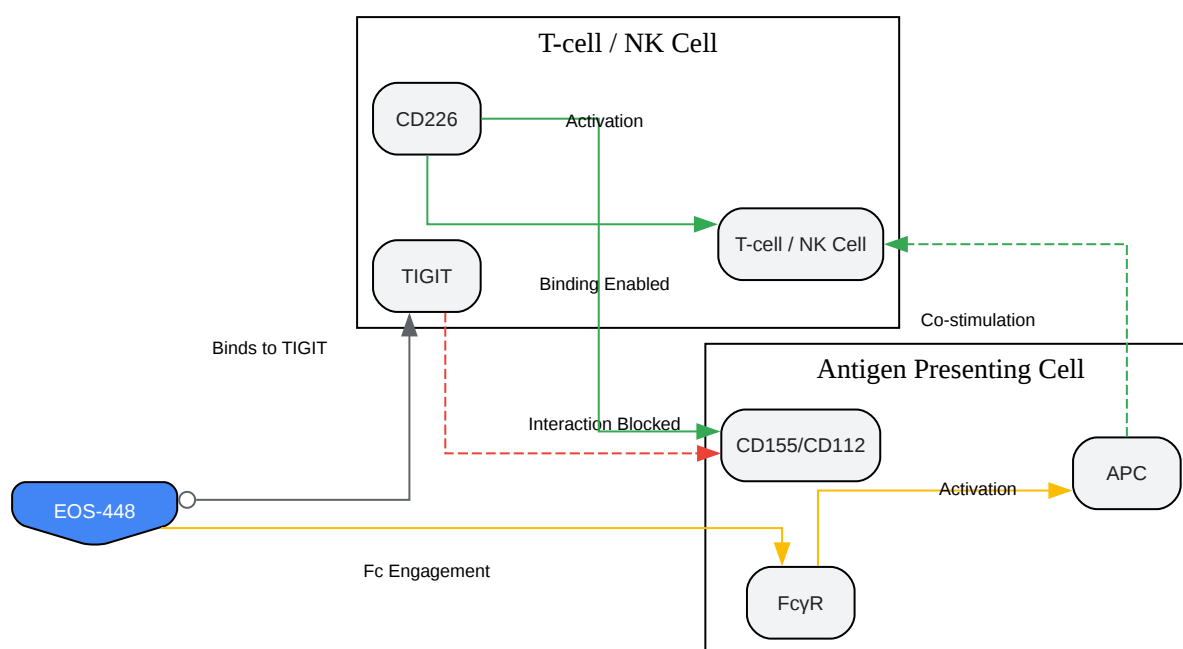 T-cell / NK Cell
CD226
Activation
T-cell / NK Cell
TIGIT
Binding Enabled
Co-stimulation
Binds to TIGIT
Antigen Presenting Cell
Interaction Blocked
CD155/CD112
APC
Activation
EOS-448
Fc Engagement
FcγR